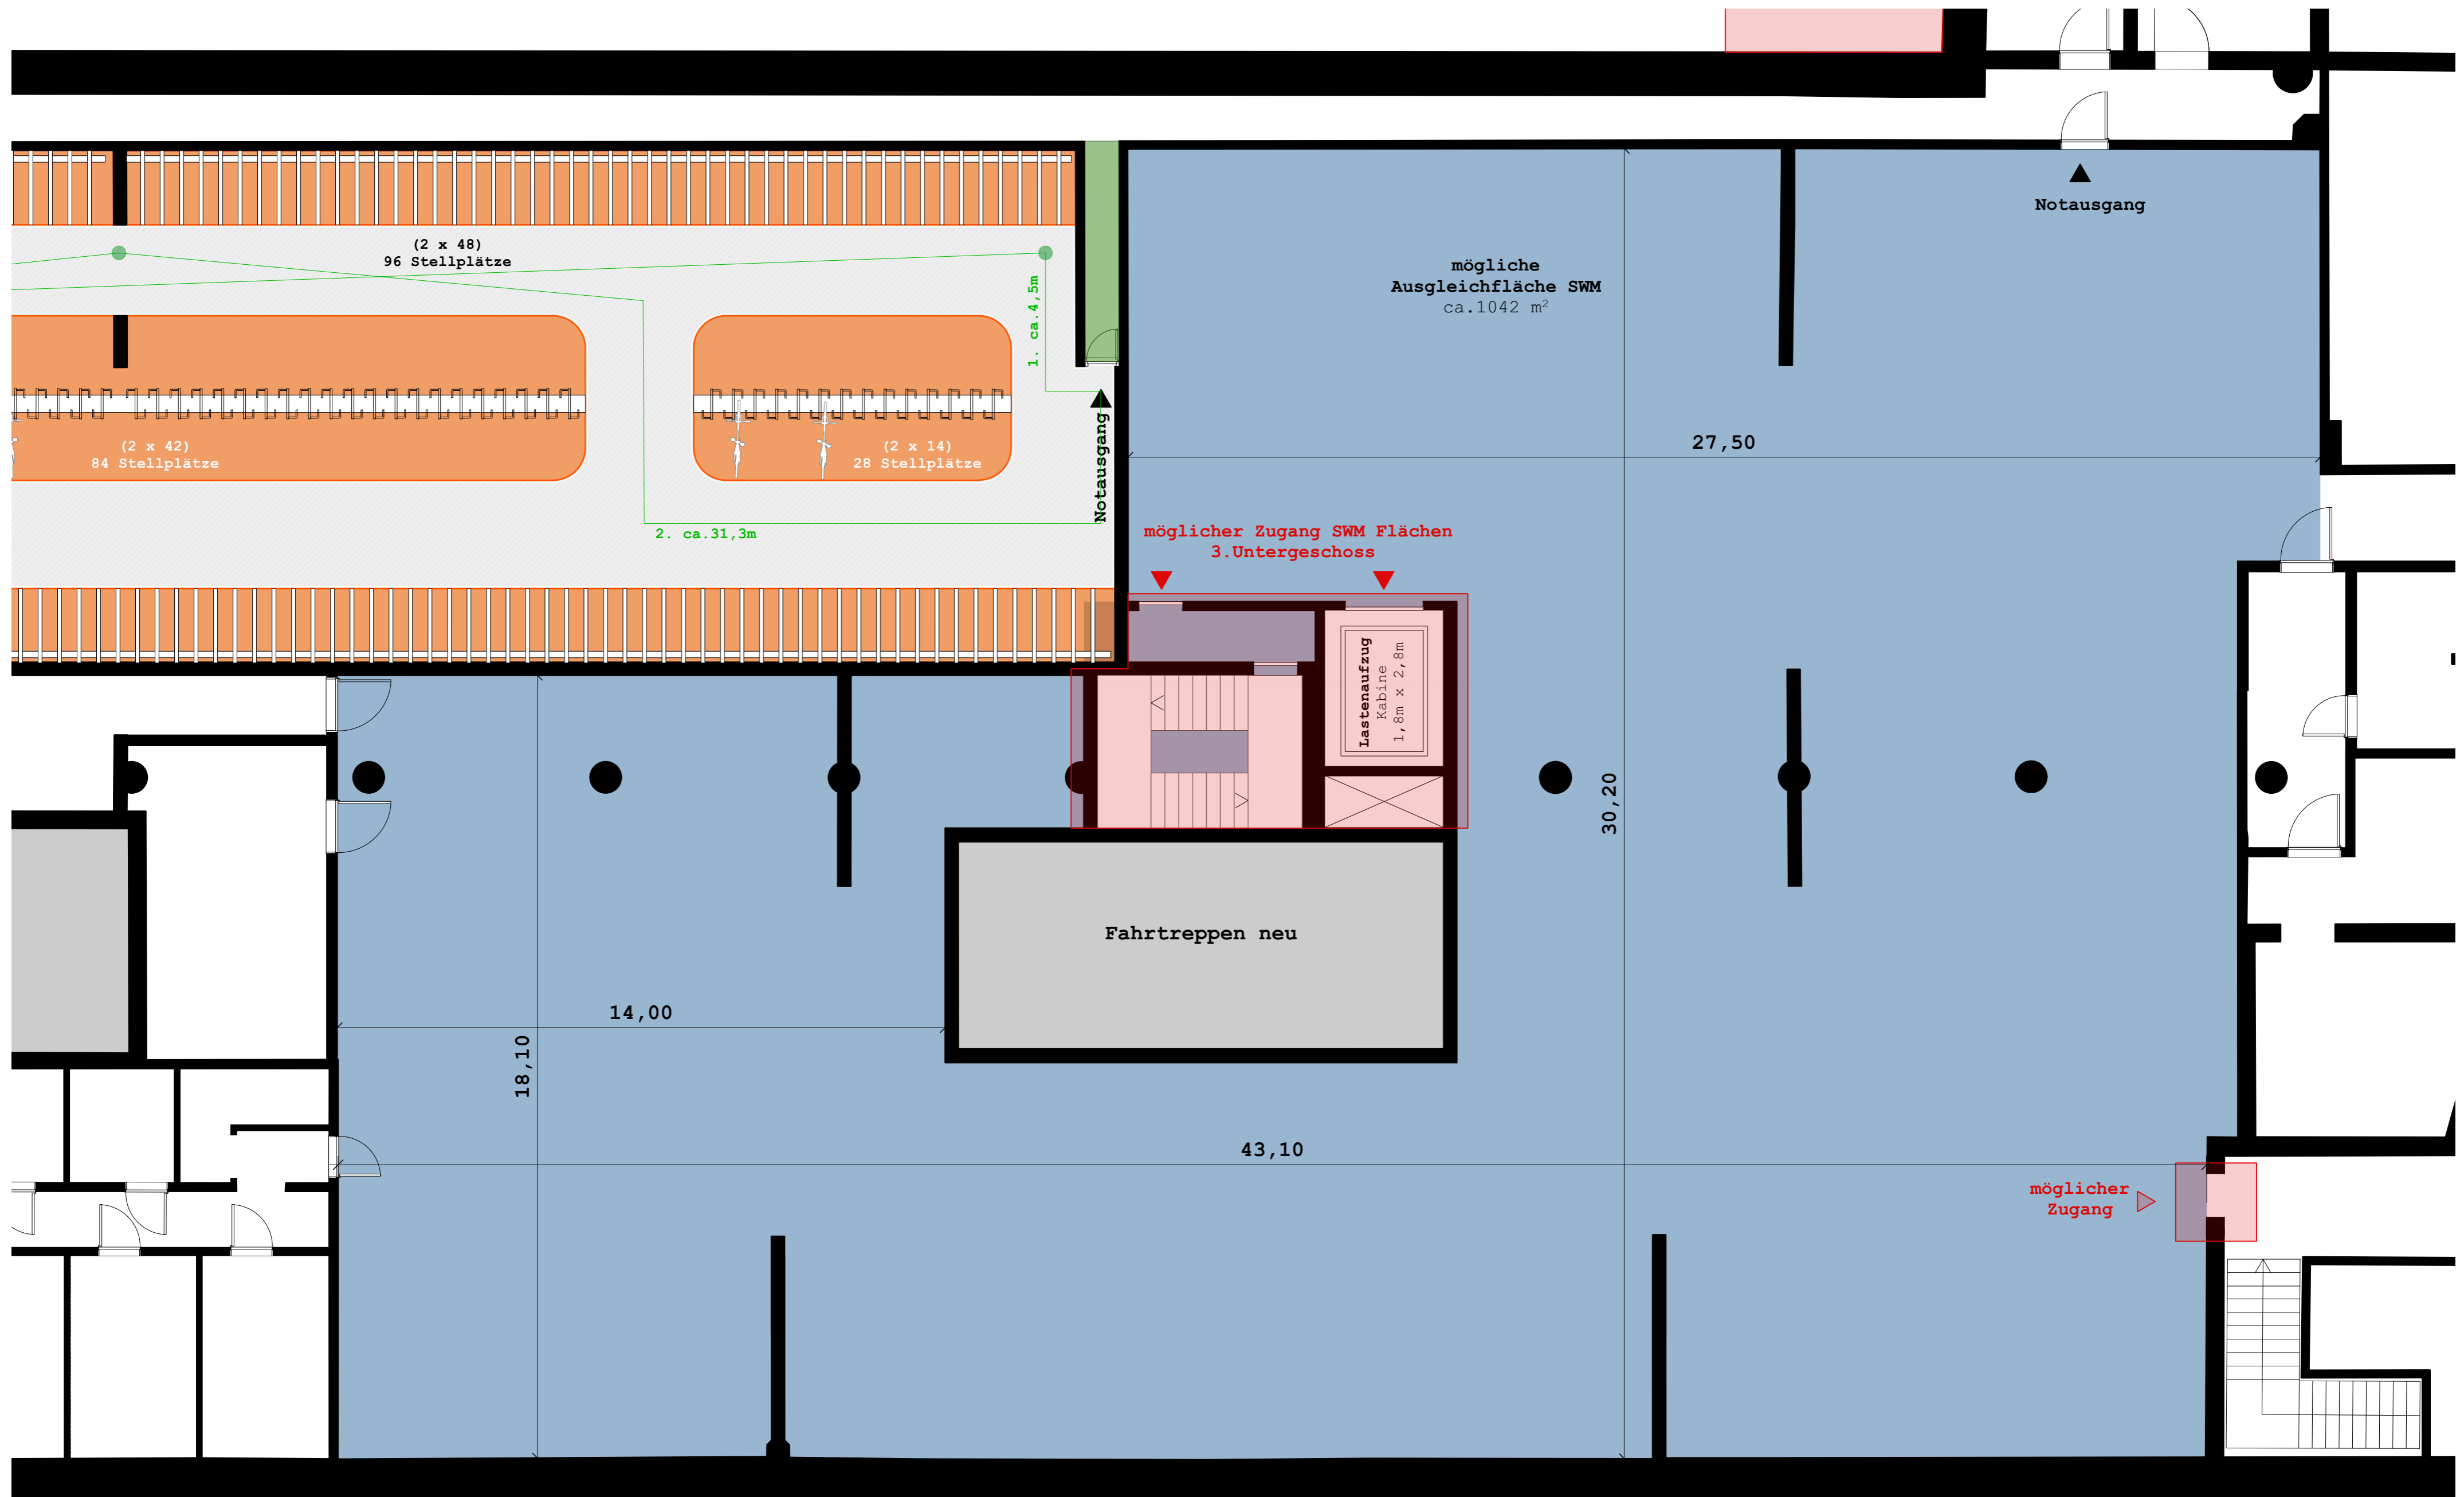 (2 x 48)
96 Stellplätze
1. ca.4,5m
(2 x 42)
84 Stellplätze
(2 x 14)
28 Stellplätze
Notausgang
2. ca.31,3m
mögliche
Ausgleichfläche SWM
ca.1042 m²
Notausgang
27,50
möglicher Zugang SWM Flächen
3.Untergeschoss
Lastenaufzug
Kabine
1,8m x 2,8m
30,20
Fahrtreppen neu
14,00
18,10
43,10
möglicher
Zugang